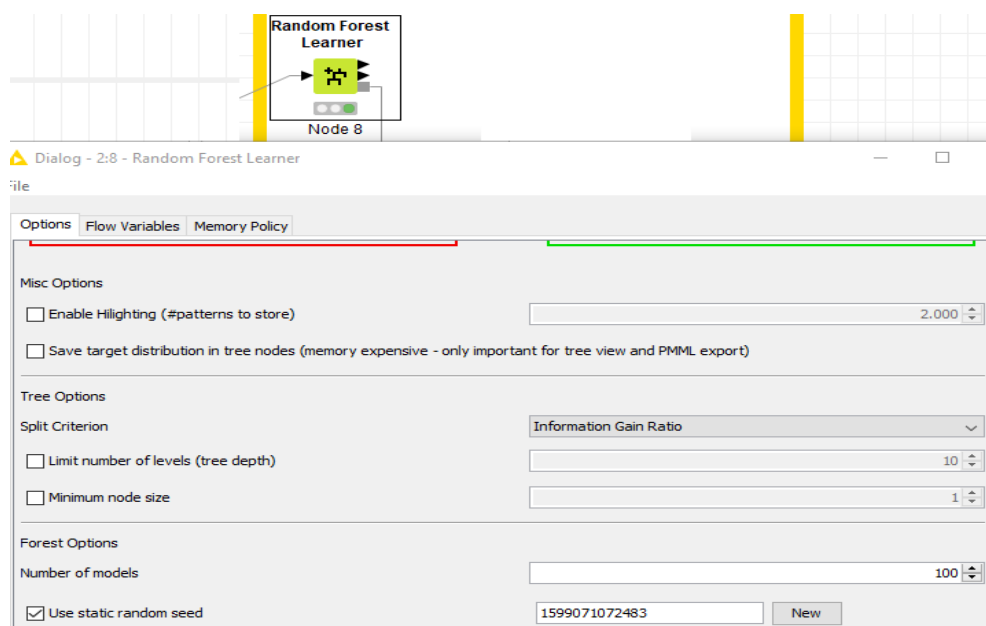 Random Forest
Learner
Node 8
Dialog - 2:8 - Random Forest Learner
File
Options Flow Variables Memory Policy
Misc Options
Enable Hilighting (#patterns to store) 2.000
Save target distribution in tree nodes (memory expensive - only important for tree view and PMML export)
Tree Options
Split Criterion Information Gain Ratio
Limit number of levels (tree depth) 10
Minimum node size 1
Forest Options
Number of models 100
Use static random seed 1599071072483 New